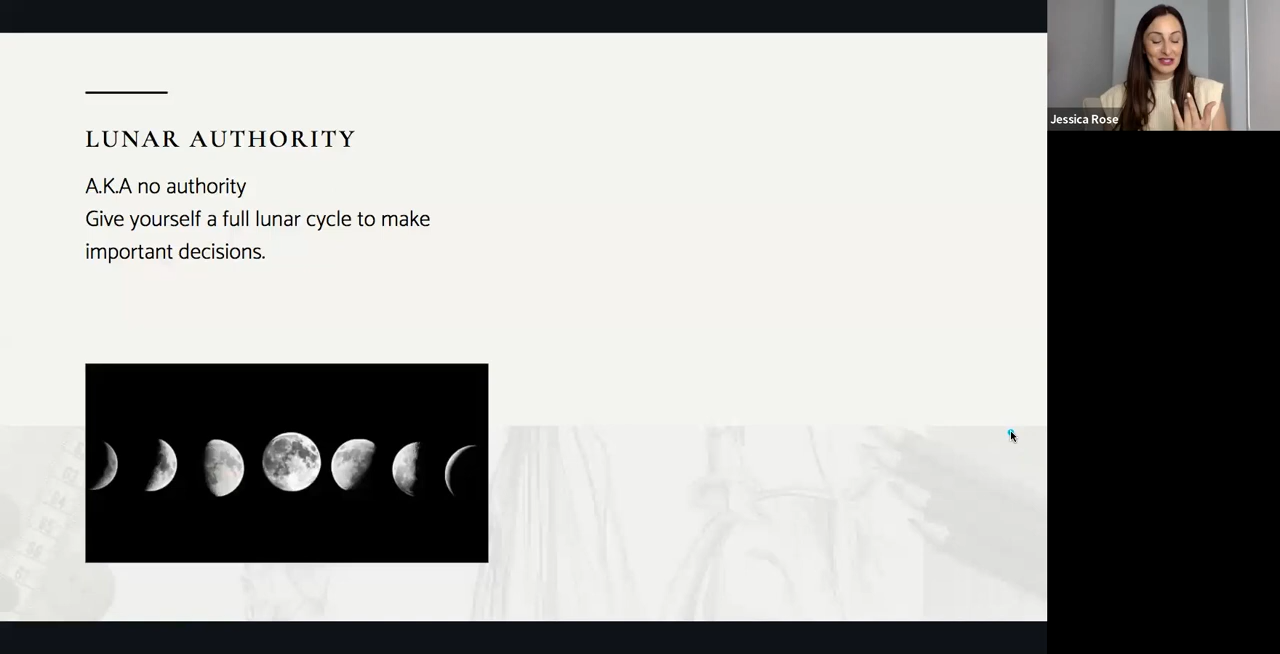 LUNAR AUTHORITY
A.K.A no authority
Give yourself a full lunar cycle to make
important decisions.
Jessica Rose